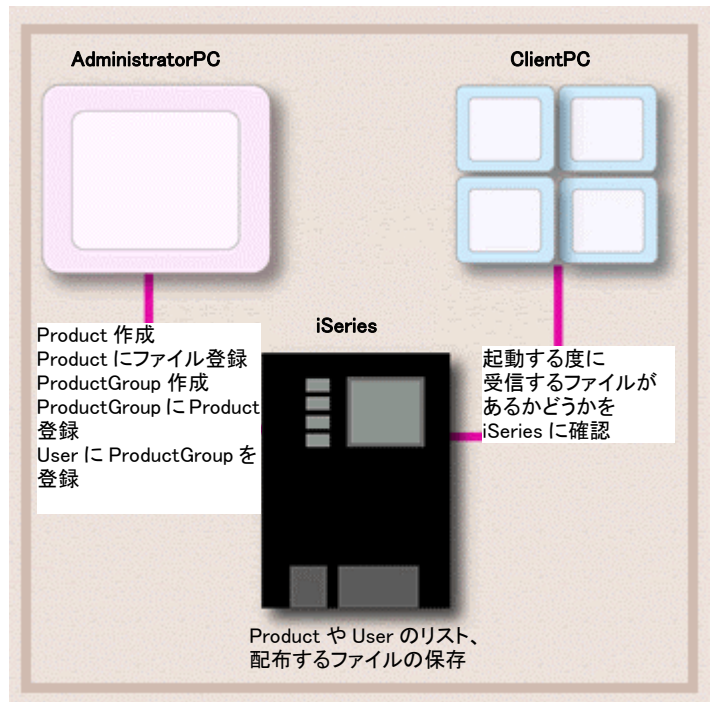 AdministratorPC
ClientPC
Product 作成
Product にファイル登録
ProductGroup 作成
ProductGroup に Product
登録
User に ProductGroup を
登録
iSeries
起動する度に
受信するファイルが
あるかどうかを
iSeries に確認
Product や User のリスト、
配布するファイルの保存